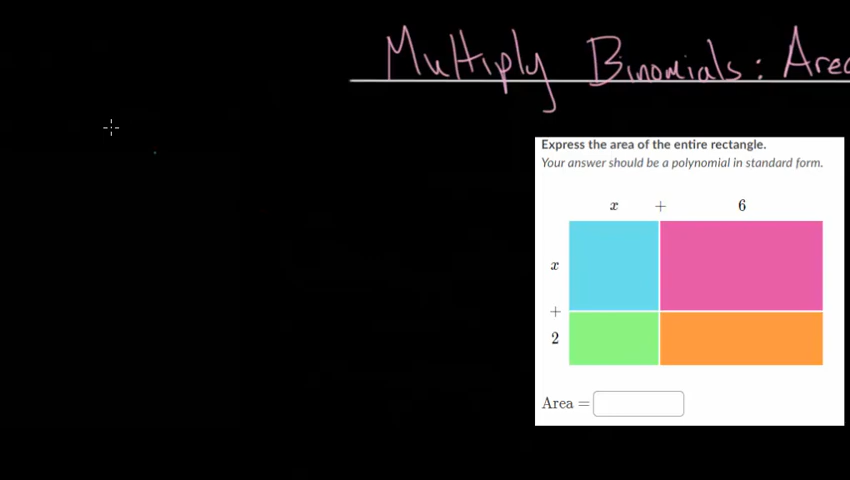 Multiply Binomials: Area
Express the area of the entire rectangle.
Your answer should be a polynomial in standard form.
x + 6
x
+
2
Area =